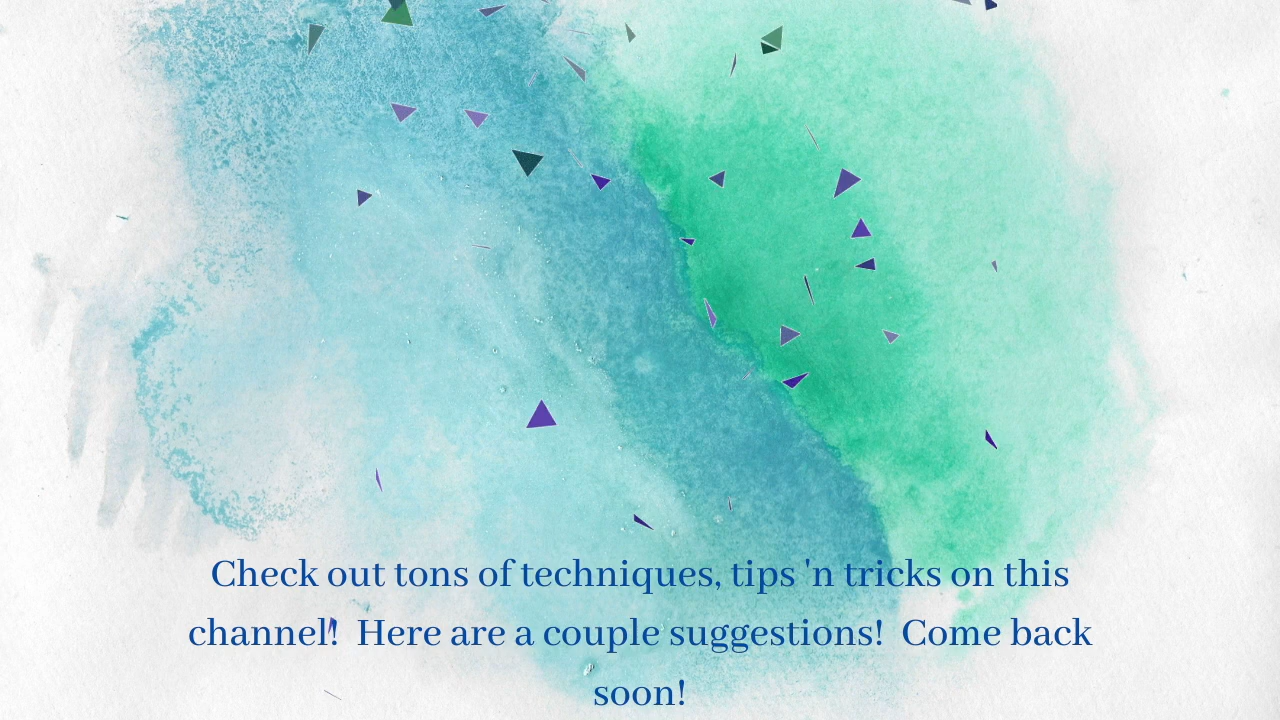 Check out tons of techniques, tips 'n tricks on this
channel!  Here are a couple suggestions!  Come back
soon!